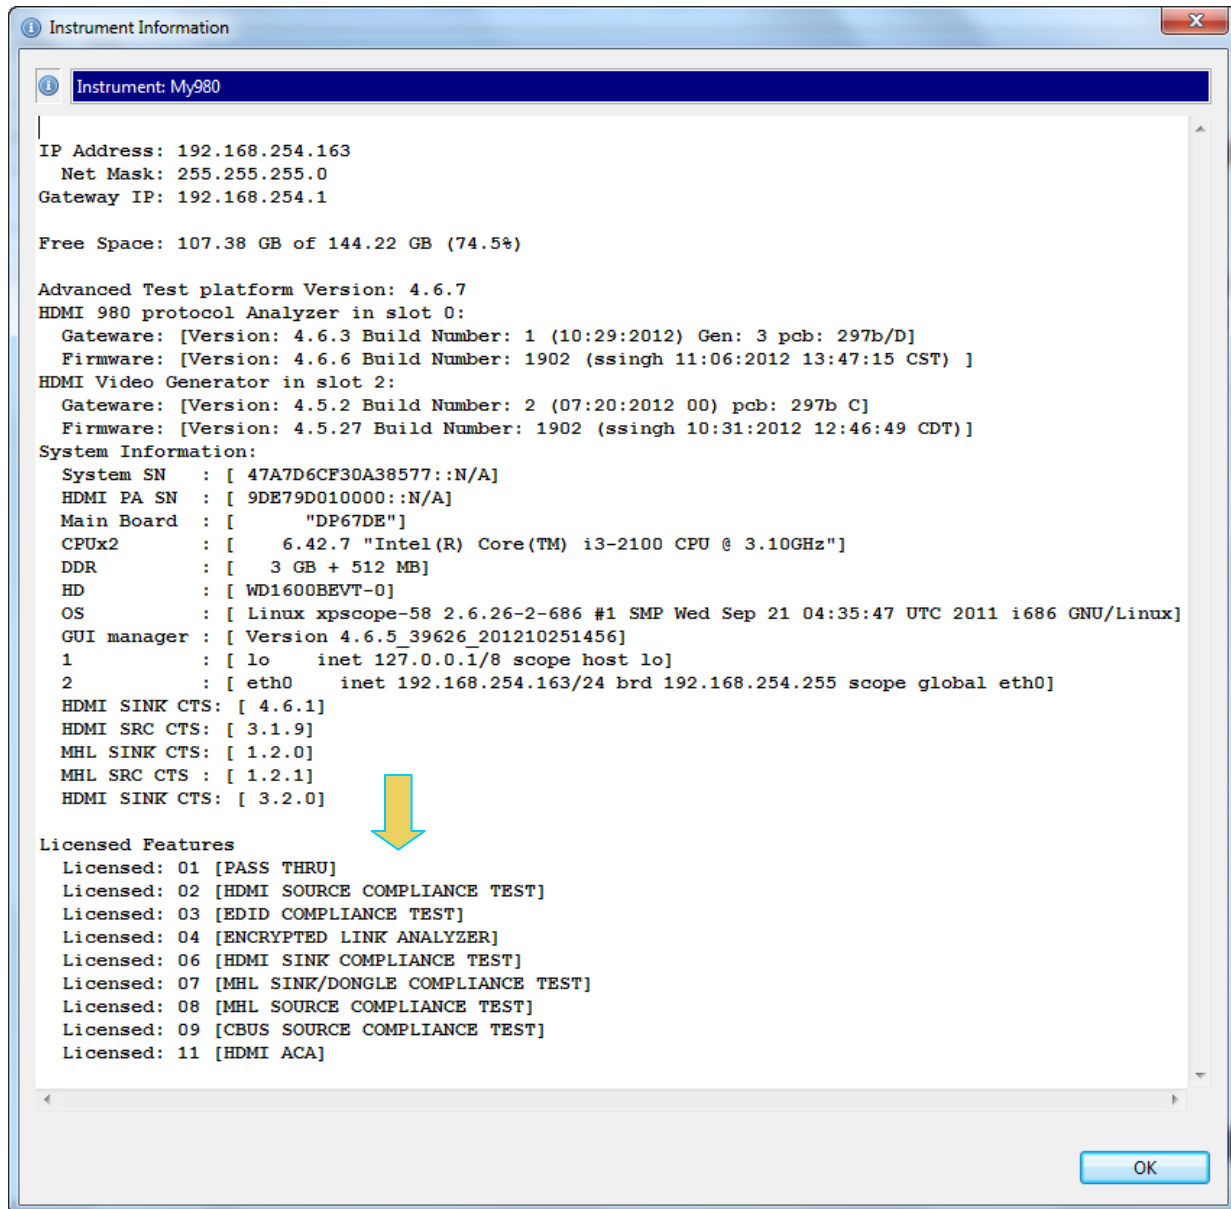 Instrument Information
Instrument: My980
IP Address: 192.168.254.163
Net Mask: 255.255.255.0
Gateway IP: 192.168.254.1
Free Space: 107.38 GB of 144.22 GB (74.5%)
Advanced Test platform Version: 4.6.7
HDMI 980 protocol Analyzer in slot 0:
Gateware: [Version: 4.6.3 Build Number: 1 (10:29:2012) Gen: 3 pcb: 297b/D]
Firmware: [Version: 4.6.6 Build Number: 1902 (ssingh 11:06:2012 13:47:15 CST) ]
HDMI Video Generator in slot 2:
Gateware: [Version: 4.5.2 Build Number: 2 (07:20:2012 00) pcb: 297b C]
Firmware: [Version: 4.5.27 Build Number: 1902 (ssingh 10:31:2012 12:46:49 CDT)]
System Information:
System SN : [ 47A7D6CF30A38577::N/A]
HDMI PA SN : [ 9DE79D010000::N/A]
Main Board : [ "DP67DE"]
CPUx2 : [ 6.42.7 "Intel(R) Core(TM) i3-2100 CPU @ 3.10GHz"]
DDR : [ 3 GB + 512 MB]
HD : [ WD1600BEVT-0]
OS : [ Linux xpscope-58 2.6.26-2-686 #1 SMP Wed Sep 21 04:35:47 UTC 2011 i686 GNU/Linux]
GUI manager : [ Version 4.6.5_39626_201210251456]
1 : [ lo inet 127.0.0.1/8 scope host lo]
2 : [ eth0 inet 192.168.254.163/24 brd 192.168.254.255 scope global eth0]
HDMI SINK CTS: [ 4.6.1]
HDMI SRC CTS: [ 3.1.9]
MHL SINK CTS: [ 1.2.0]
MHL SRC CTS : [ 1.2.1]
HDMI SINK CTS: [ 3.2.0]
Licensed Features
Licensed: 01 [PASS THRU]
Licensed: 02 [HDMI SOURCE COMPLIANCE TEST]
Licensed: 03 [EDID COMPLIANCE TEST]
Licensed: 04 [ENCRYPTED LINK ANALYZER]
Licensed: 06 [HDMI SINK COMPLIANCE TEST]
Licensed: 07 [MHL SINK/DONGLE COMPLIANCE TEST]
Licensed: 08 [MHL SOURCE COMPLIANCE TEST]
Licensed: 09 [CBUS SOURCE COMPLIANCE TEST]
Licensed: 11 [HDMI ACA]
OK